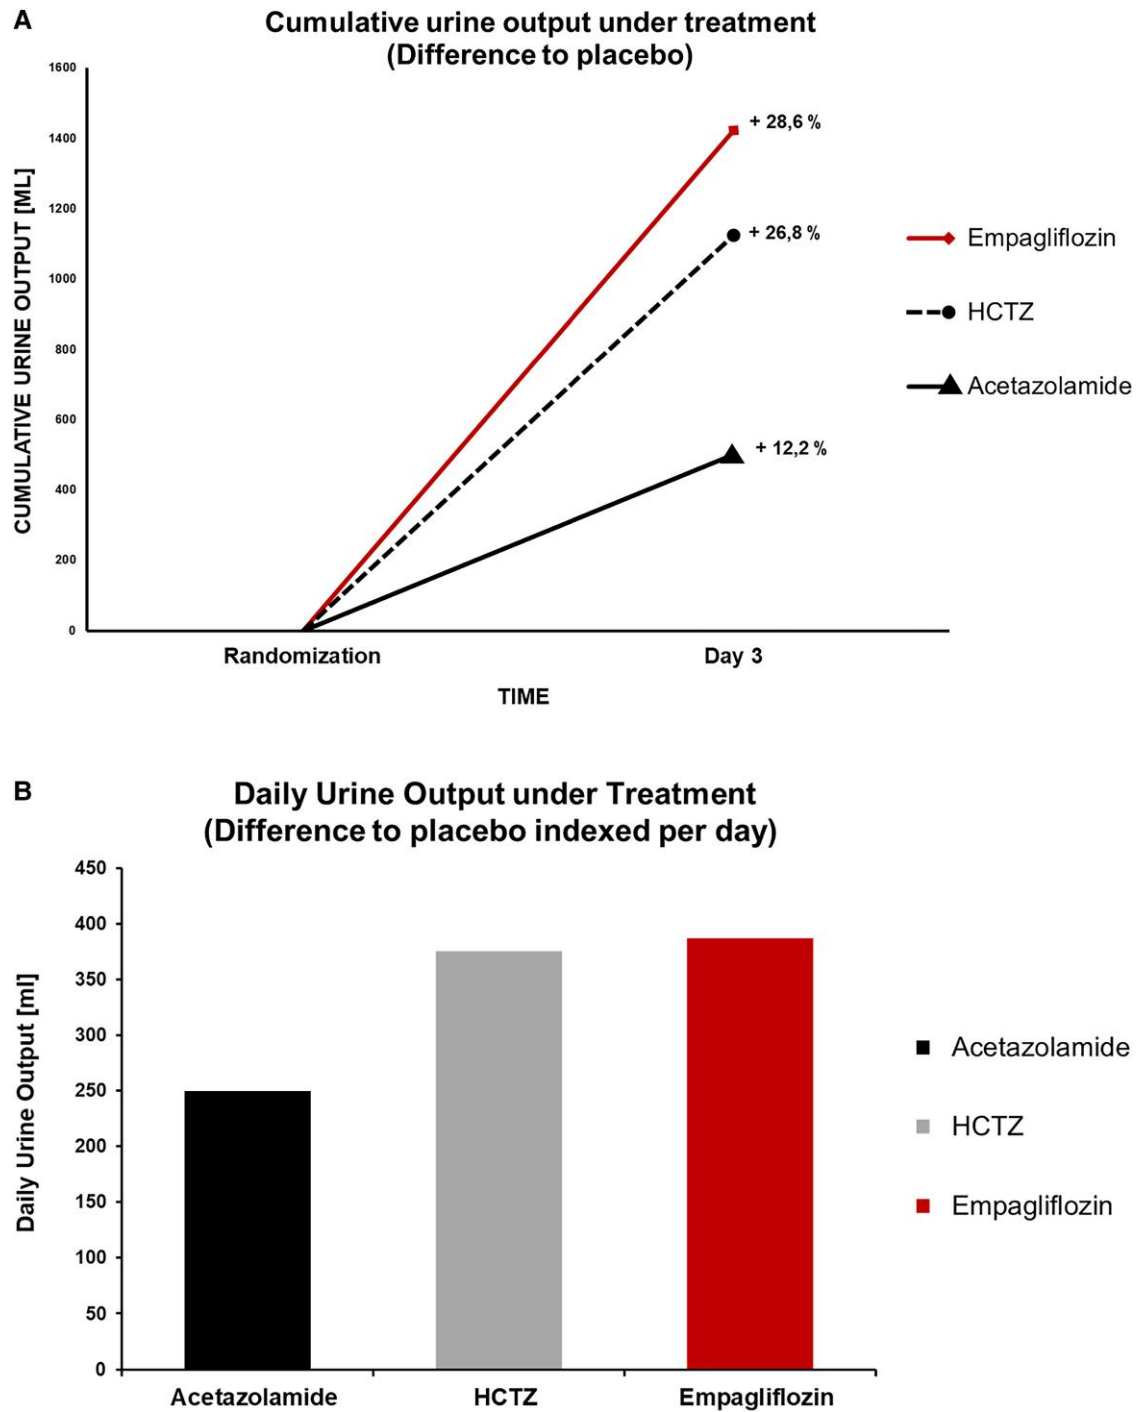 A
Cumulative urine output under treatment
(Difference to placebo)
CUMULATIVE URINE OUTPUT [ML]
1600
1400
1200
1000
800
600
400
200
0
+ 28,6 %
+ 26,8 %
+ 12,2 %
Empagliflozin
HCTZ
Acetazolamide
Randomization
Day 3
TIME
B
Daily Urine Output under Treatment
(Difference to placebo indexed per day)
Daily Urine Output [ml]
450
400
350
300
250
200
150
100
50
0
Acetazolamide
HCTZ
Empagliflozin
Acetazolamide
HCTZ
Empagliflozin